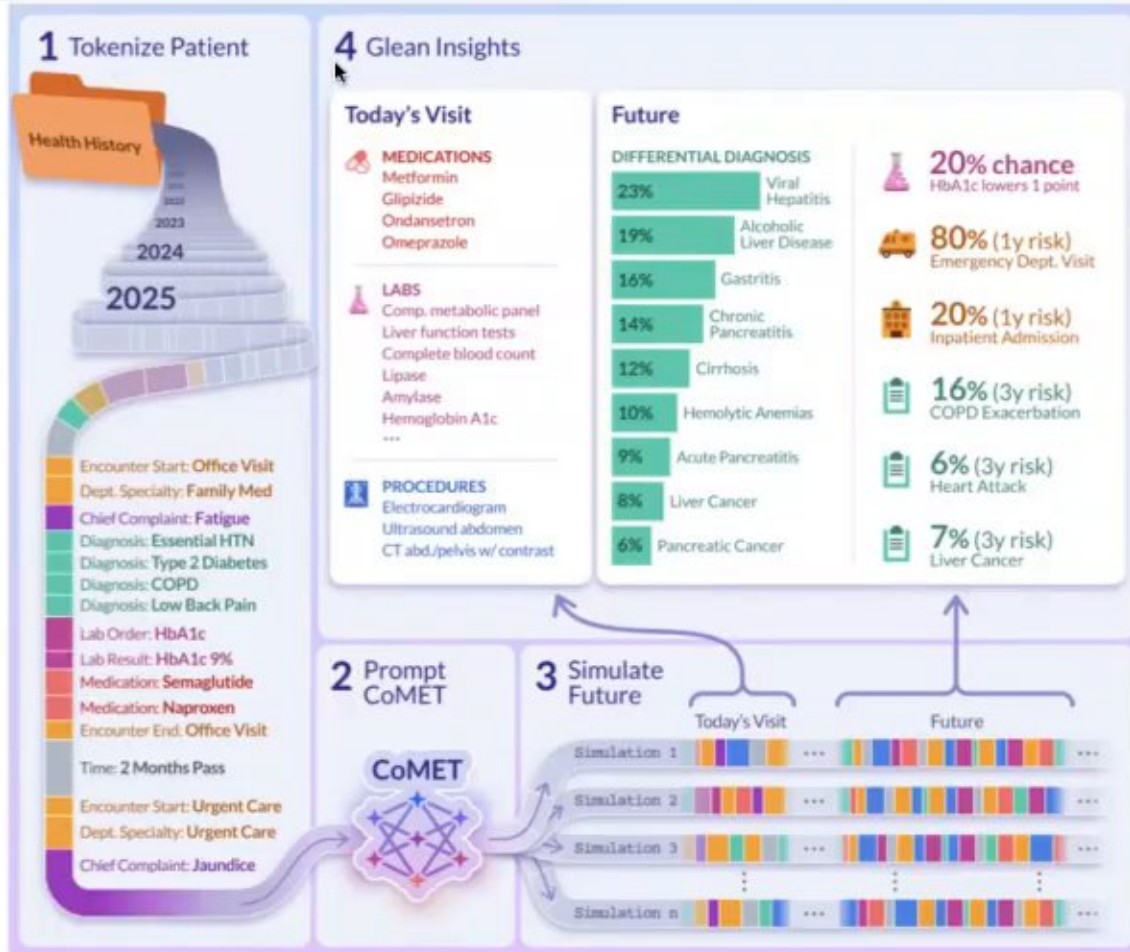 1 Tokenize Patient
Health History
2022
2023
2024
2025
Encounter Start: Office Visit
Dept. Specialty: Family Med
Chief Complaint: Fatigue
Diagnosis: Essential HTN
Diagnosis: Type 2 Diabetes
Diagnosis: COPD
Diagnosis: Low Back Pain
Lab Order: HbA1c
Lab Result: HbA1c 9%
Medication: Semaglutide
Medication: Naproxen
Encounter End: Office Visit
Time: 2 Months Pass
Encounter Start: Urgent Care
Dept. Specialty: Urgent Care
Chief Complaint: Jaundice
2 Prompt
CoMET
CoMET
3 Simulate
Future
Today's Visit
Future
Simulation 1
...
...
Simulation 2
...
...
Simulation 3
...
...
Simulation n
...
...
4 Glean Insights
Today's Visit
MEDICATIONS
Metformin
Glipizide
Ondansetron
Omeprazole
LABS
Comp. metabolic panel
Liver function tests
Complete blood count
Lipase
Amylase
Hemoglobin A1c
...
PROCEDURES
Electrocardiogram
Ultrasound abdomen
CT abd./pelvis w/ contrast
Future
DIFFERENTIAL DIAGNOSIS
23% Viral
Hepatitis
19% Alcoholic
Liver Disease
16% Gastritis
14% Chronic
Pancreatitis
12% Cirrhosis
10% Hemolytic Anemias
9% Acute Pancreatitis
8% Liver Cancer
6% Pancreatic Cancer
20% chance
HbA1c lowers 1 point
80% (1y risk)
Emergency Dept. Visit
20% (1y risk)
Inpatient Admission
16% (3y risk)
COPD Exacerbation
6% (3y risk)
Heart Attack
7% (3y risk)
Liver Cancer